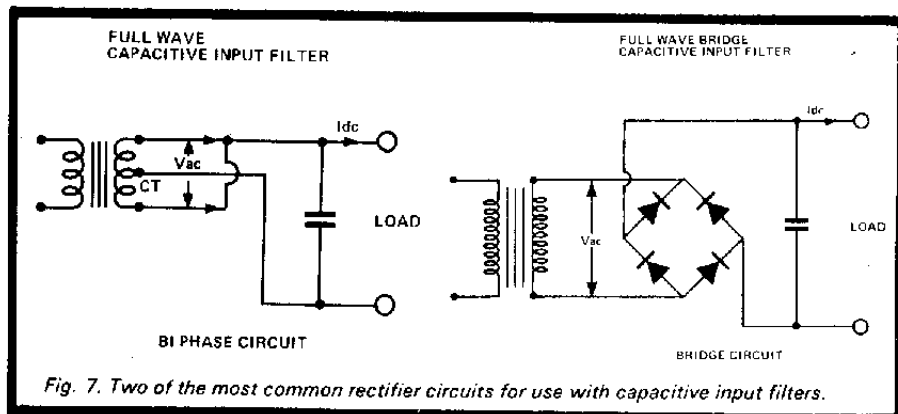 FULL WAVE
CAPACITIVE INPUT FILTER
Idc
Vac
CT
LOAD
BI PHASE CIRCUIT
FULL WAVE BRIDGE
CAPACITIVE INPUT FILTER
Idc
Vac
LOAD
BRIDGE CIRCUIT
Fig. 7. Two of the most common rectifier circuits for use with capacitive input filters.